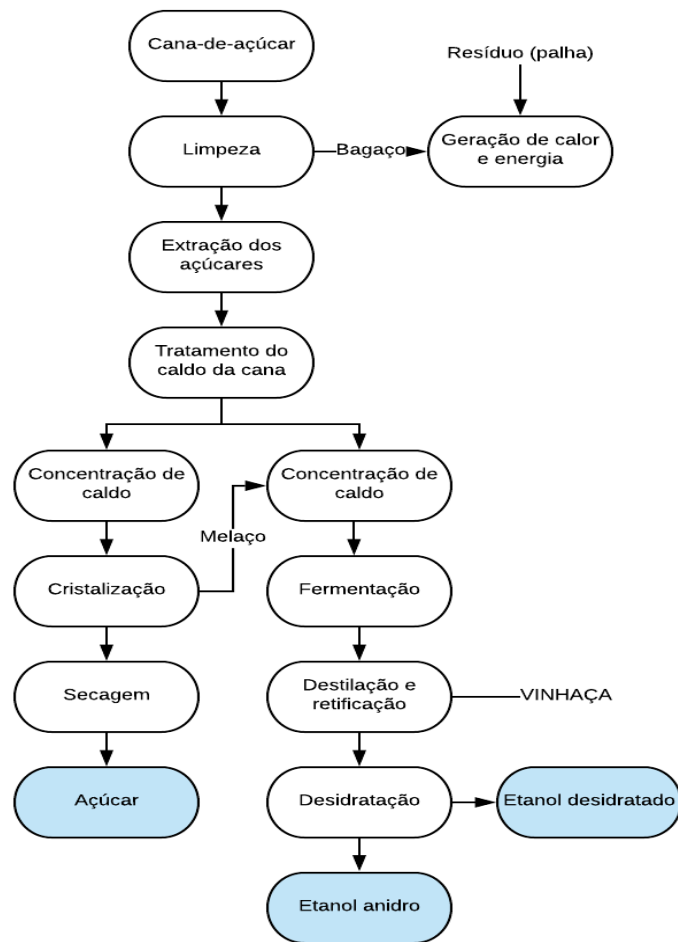 Cana-de-açúcar
Resíduo (palha)
Limpeza
Bagaço
Geração de calor
e energia
Extração dos
açúcares
Tratamento do
caldo da cana
Concentração de
caldo
Concentração de
caldo
Melaço
Cristalização
Fermentação
Secagem
Destilação e
retificação
VINHAÇA
Açúcar
Desidratação
Etanol desidratado
Etanol anidro